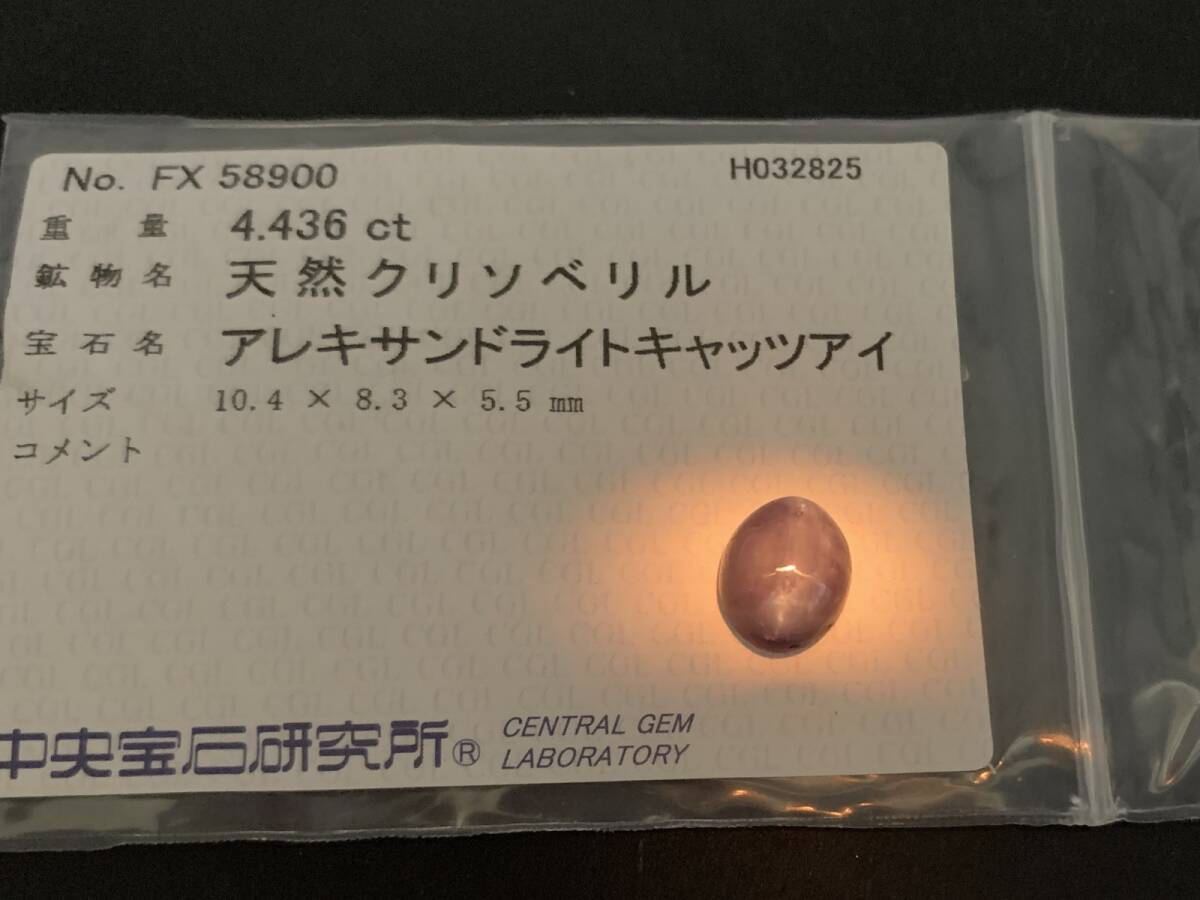 No. FX 58900 H032825
重量 4.436 ct
鉱物名 天然クリソベリル
宝石名 アレキサンドライトキャッツアイ
サイズ 10.4 × 8.3 × 5.5 mm
コメント
中央宝石研究所® CENTRAL GEM
LABORATORY